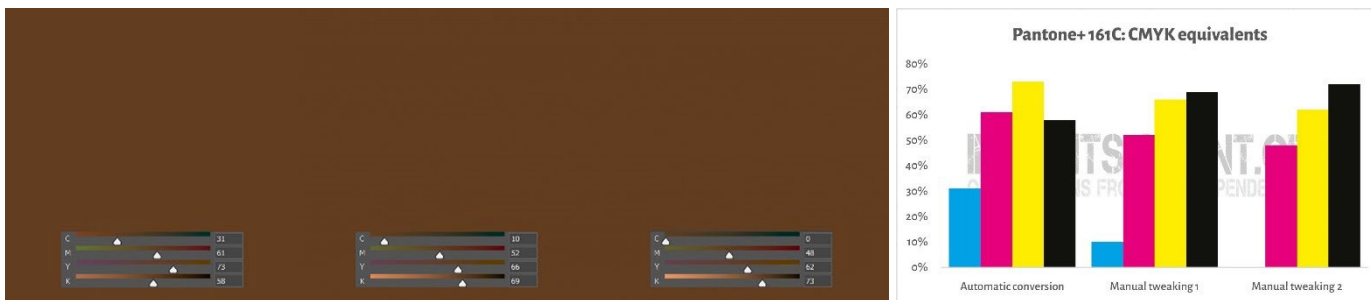 C 31
M 61
Y 73
K 58
C 10
M 52
Y 66
K 69
C 0
M 48
Y 62
K 73
Pantone+ 161C: CMYK equivalents
80%
70%
60%
50%
40%
30%
20%
10%
0%
Automatic conversion
Manual tweaking 1
Manual tweaking 2